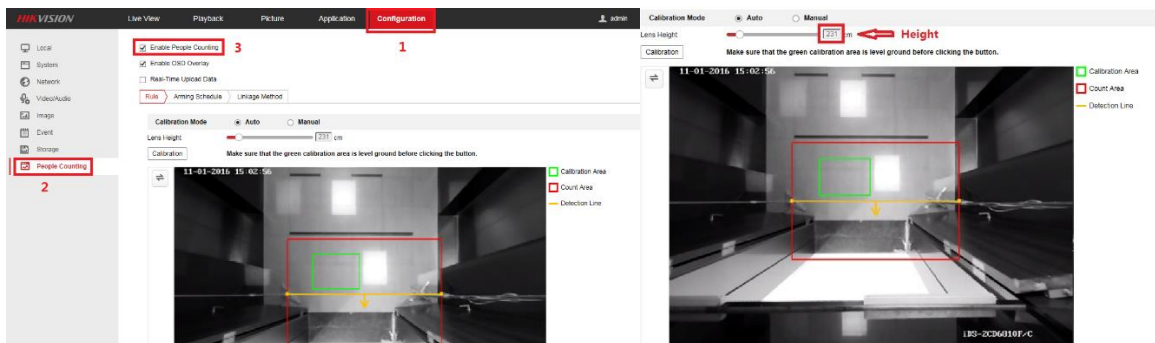 HIKVISION Live View Playback Picture Application Configuration admin
1
Local
System
Network
Video/Audio
Image
Event
Storage
People Counting
2
Enable People Counting 3
Enable OSD Overlay
Real-Time Upload Data
Rule Arming Schedule Linkage Method
Calibration Mode Auto Manual
Lens Height 231 cm
Calibration Make sure that the green calibration area is level ground before clicking the button.
11-01-2016 15:02:56
Calibration Area
Count Area
Detection Line
Calibration Mode Auto Manual
Lens Height 231 cm Height
Calibration Make sure that the green calibration area is level ground before clicking the button.
11-01-2016 15:02:56
Calibration Area
Count Area
Detection Line
iDS-2CD6810F/C